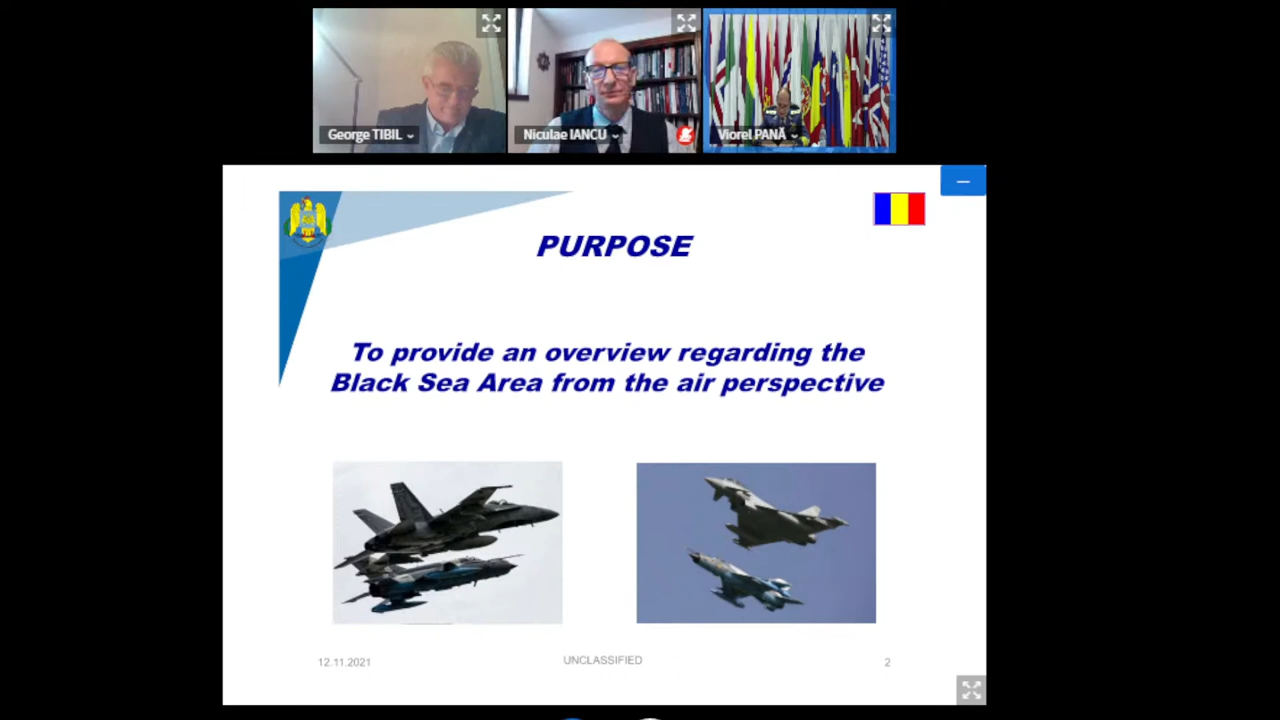 George TIBIL
Niculae IANCU
Viorel PANĂ
PURPOSE
To provide an overview regarding the
Black Sea Area from the air perspective
12.11.2021
UNCLASSIFIED
2